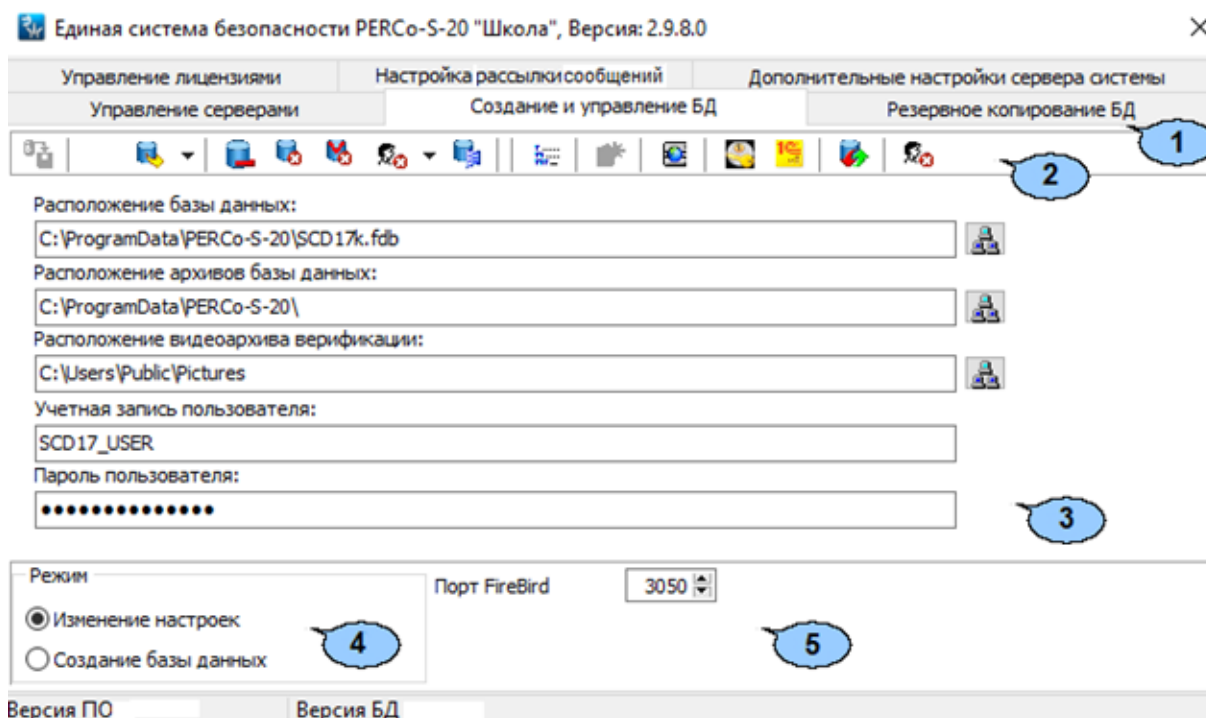 Единая система безопасности PERCo-S-20 "Школа", Версия: 2.9.8.0
Управление лицензиями Настройка рассылки сообщений Дополнительные настройки сервера системы
Управление серверами Создание и управление БД Резервное копирование БД
1
1С
2
Расположение базы данных:
C:\ProgramData\PERCo-S-20\SCD17k.fdb
Расположение архивов базы данных:
C:\ProgramData\PERCo-S-20\
Расположение видеоархива верификации:
C:\Users\Public\Pictures
Учетная запись пользователя:
SCD17_USER
Пароль пользователя:
••••••••••••••
3
Режим
Порт FireBird 3050
Изменение настроек
4
5
Создание базы данных
Версия ПО Версия БД